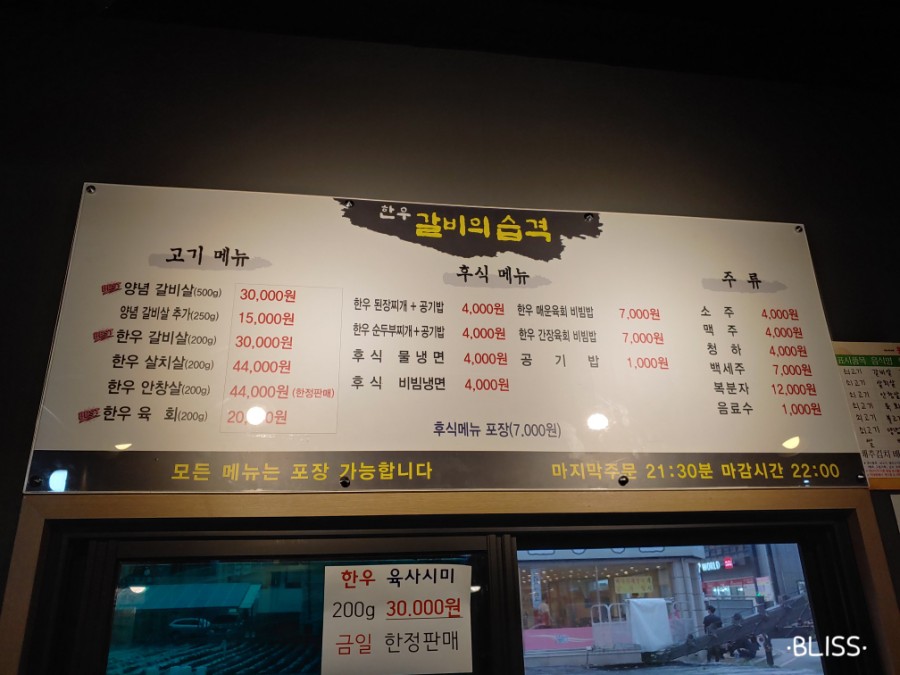 한우 갈비의 습격
고기 메뉴
양념 갈비살(500g) 30,000원
양념 갈비살 추가(250g) 15,000원
한우 갈비살(200g) 30,000원
한우 살치살(200g) 44,000원
한우 안창살(200g) 44,000원 (한정판매)
한우 육 회(200g) 20,000원
후식 메뉴
한우 된장찌개 + 공기밥 4,000원
한우 순두부찌개+공기밥 4,000원
후식 물냉면 4,000원
후식 비빔냉면 4,000원
한우 매운육회 비빔밥 7,000원
한우 간장육회 비빔밥 7,000원
공 기 밥 1,000원
후식메뉴 포장(7,000원)
주 류
소 주 4,000원
맥 주 4,000원
청 하 4,000원
백세주 7,000원
복분자 12,000원
음료수 1,000원
모든 메뉴는 포장 가능합니다
마지막주문 21:30분 마감시간 22:00
한우 육사시미
200g 30.000원
금일 한정판매
WORLD
·BLISS·